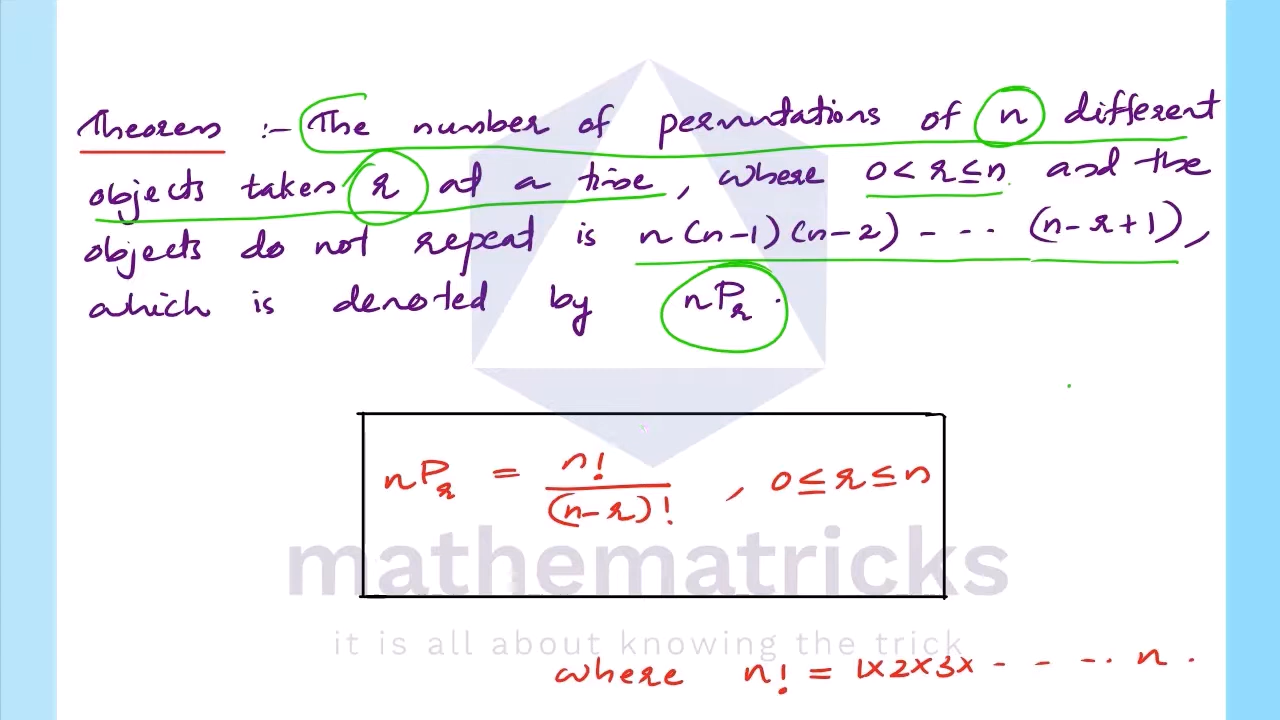 Theorem :- The number of permutations of n different
objects taken r at a time, where 0 < r ≤ n and the
objects do not repeat is n (n-1) (n-2) - - - - (n-r+1),
which is denoted by nPr.
nPr = n!/(n-r)! , 0 ≤ r ≤ n
mathematricks
it is all about knowing the trick
where n! = 1×2×3× - - - - . n .